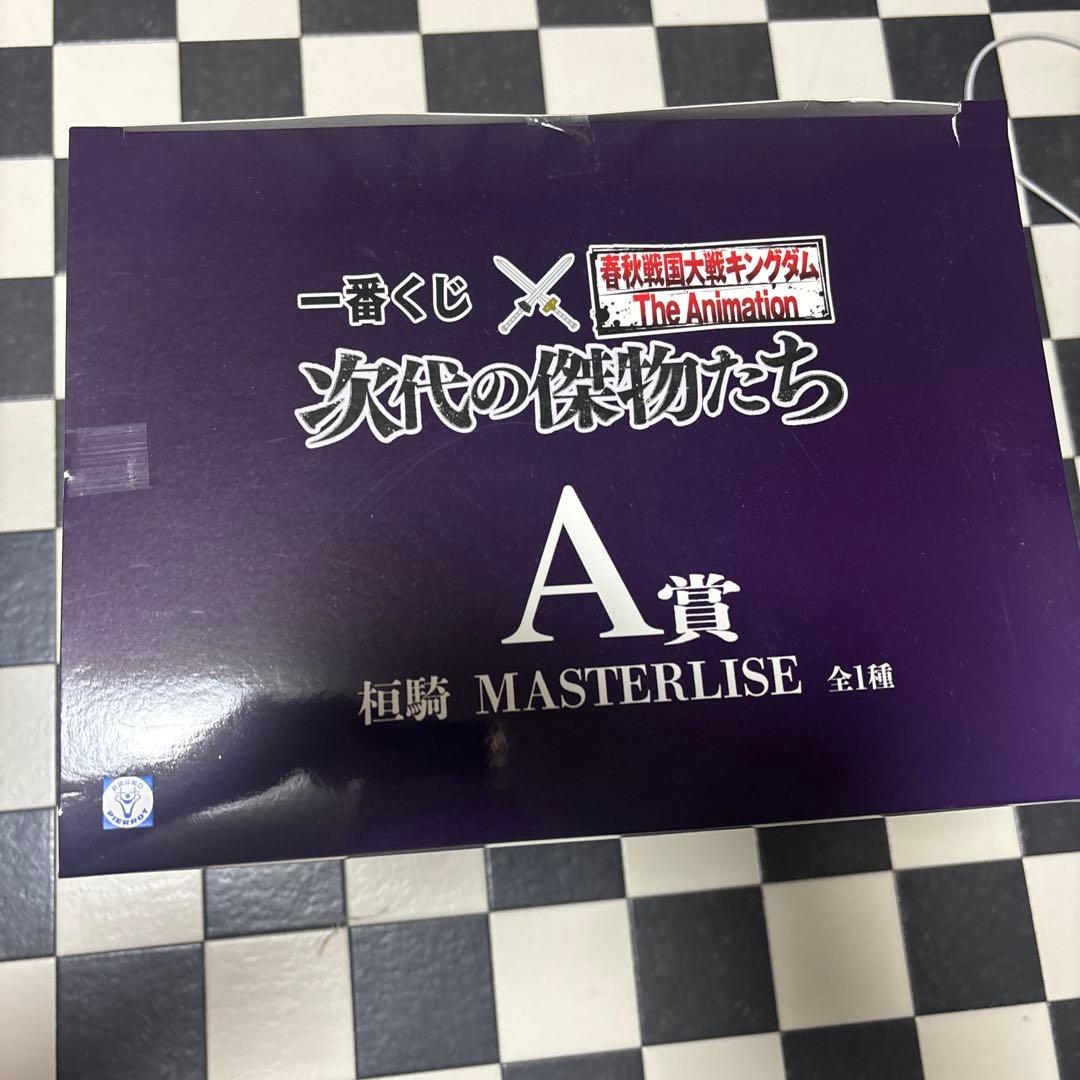 一番くじ
春秋戦国大戦キングダム
The Animation
次代の傑物たち
A賞
桓騎 MASTERLISE 全1種
PIERROT